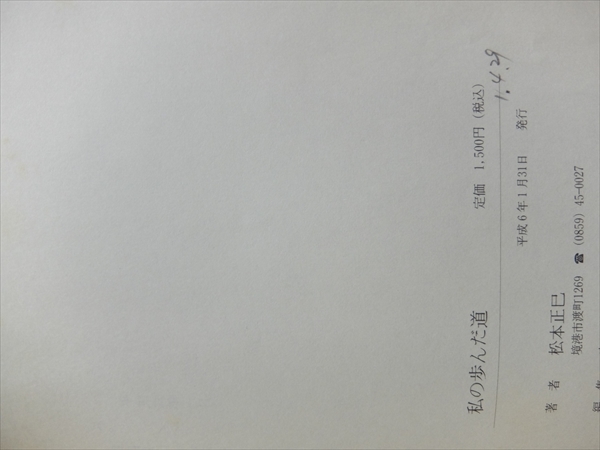 私の歩んだ道 定価 1,500円(税込)
1.4.29
平成6年1月31日 発行
著者 松本正巳
境港市渡町1269 ☎(0859)45-0027